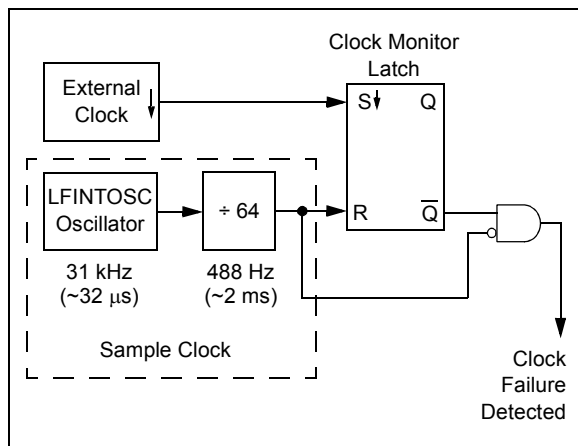 Clock Monitor
Latch
External
Clock
S
Q
LFINTOSC
Oscillator
÷ 64
R
Q
31 kHz
(~32 μs)
488 Hz
(~2 ms)
Sample Clock
Clock
Failure
Detected